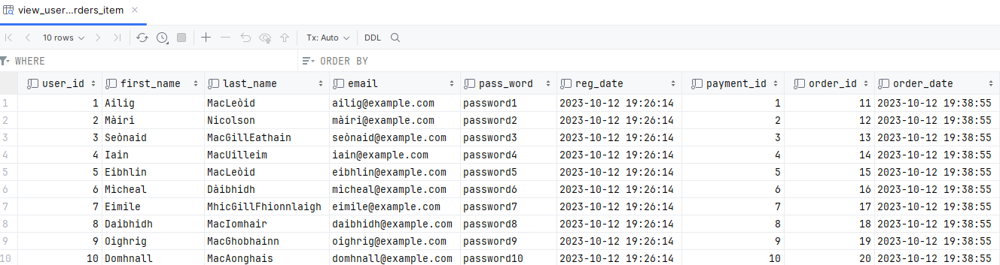 view_user...rders_item
10 rows Tx: Auto DDL
WHERE ORDER BY
user_id first_name last_name email pass_word reg_date payment_id order_id order_date
1 1 Ailig MacLeòid ailig@example.com password1 2023-10-12 19:26:14 1 11 2023-10-12 19:38:55
2 2 Màiri Nicolson màiri@example.com password2 2023-10-12 19:26:14 2 12 2023-10-12 19:38:55
3 3 Seònaid MacGillEathain seònaid@example.com password3 2023-10-12 19:26:14 3 13 2023-10-12 19:38:55
4 4 Iain MacUilleim iain@example.com password4 2023-10-12 19:26:14 4 14 2023-10-12 19:38:55
5 5 Eibhlin MacLeòid eibhlin@example.com password5 2023-10-12 19:26:14 5 15 2023-10-12 19:38:55
6 6 Mìcheal Dàibhidh mìcheal@example.com password6 2023-10-12 19:26:14 6 16 2023-10-12 19:38:55
7 7 Eimile MhicGillFhionnlaigh eimile@example.com password7 2023-10-12 19:26:14 7 17 2023-10-12 19:38:55
8 8 Daibhidh MacIomhair daibhidh@example.com password8 2023-10-12 19:26:14 8 18 2023-10-12 19:38:55
9 9 Oighrig MacGhobhainn oighrig@example.com password9 2023-10-12 19:26:14 9 19 2023-10-12 19:38:55
10 10 Domhnall MacAonghais domhnall@example.com password10 2023-10-12 19:26:14 10 20 2023-10-12 19:38:55